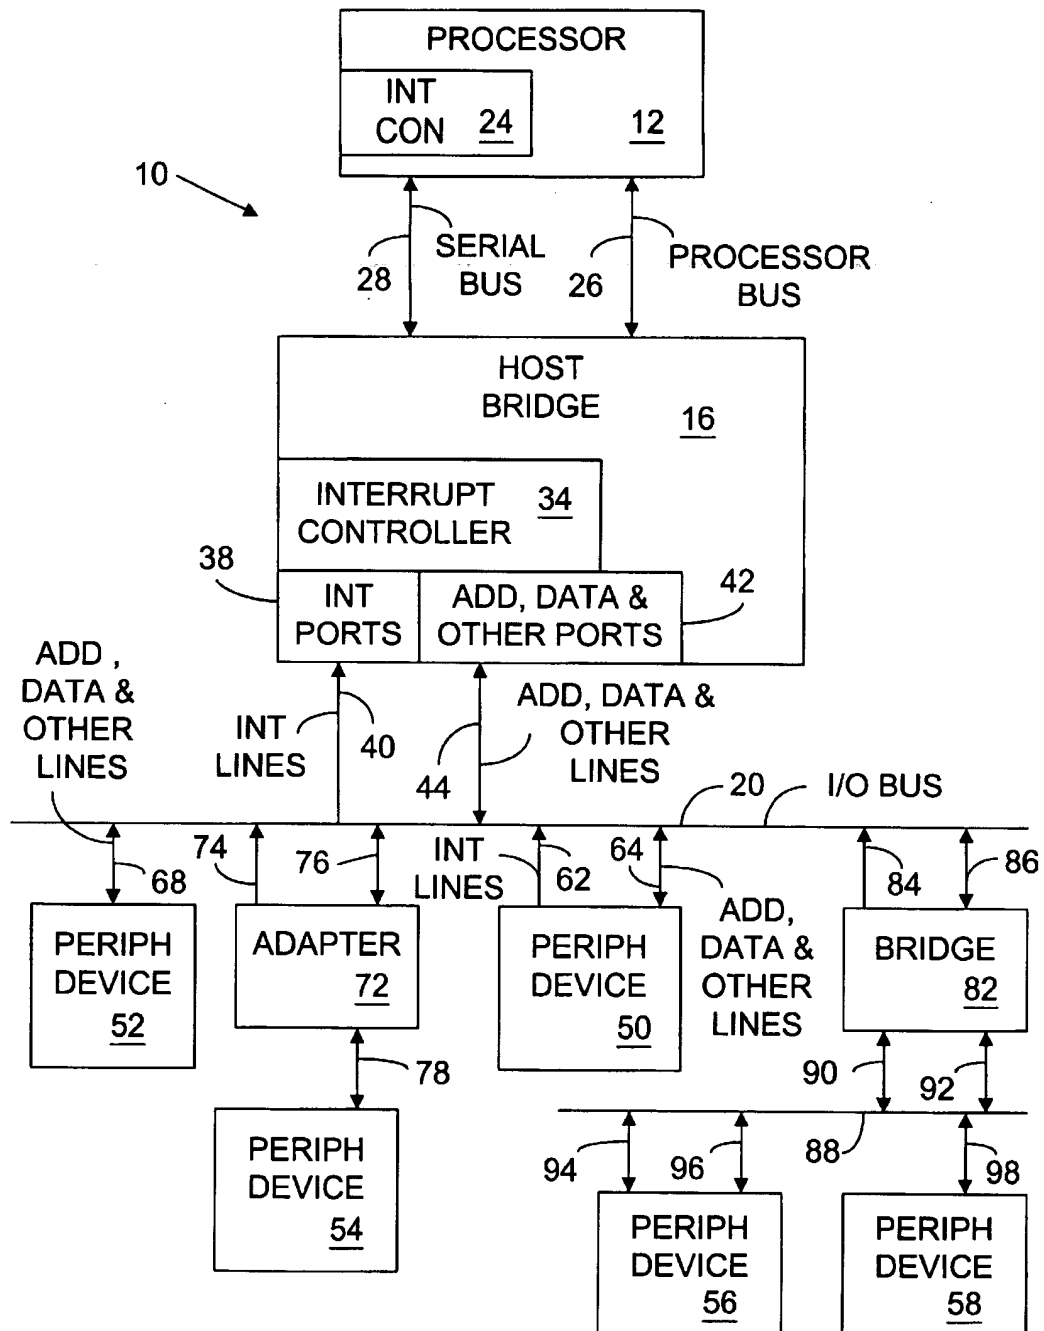 PROCESSOR
INT
CON
24
12
10
28
SERIAL
BUS
26
PROCESSOR
BUS
HOST
BRIDGE
16
INTERRUPT
CONTROLLER
34
38
INT
PORTS
ADD, DATA &
OTHER PORTS
42
ADD ,
DATA &
OTHER
LINES
INT
LINES
40
44
ADD, DATA &
OTHER
LINES
20
I/O BUS
68
74
76
INT
LINES
62
64
ADD,
DATA &
OTHER
LINES
84
86
PERIPH
DEVICE
52
ADAPTER
72
PERIPH
DEVICE
50
BRIDGE
82
78
90
92
PERIPH
DEVICE
54
88
94
96
98
PERIPH
DEVICE
56
PERIPH
DEVICE
58